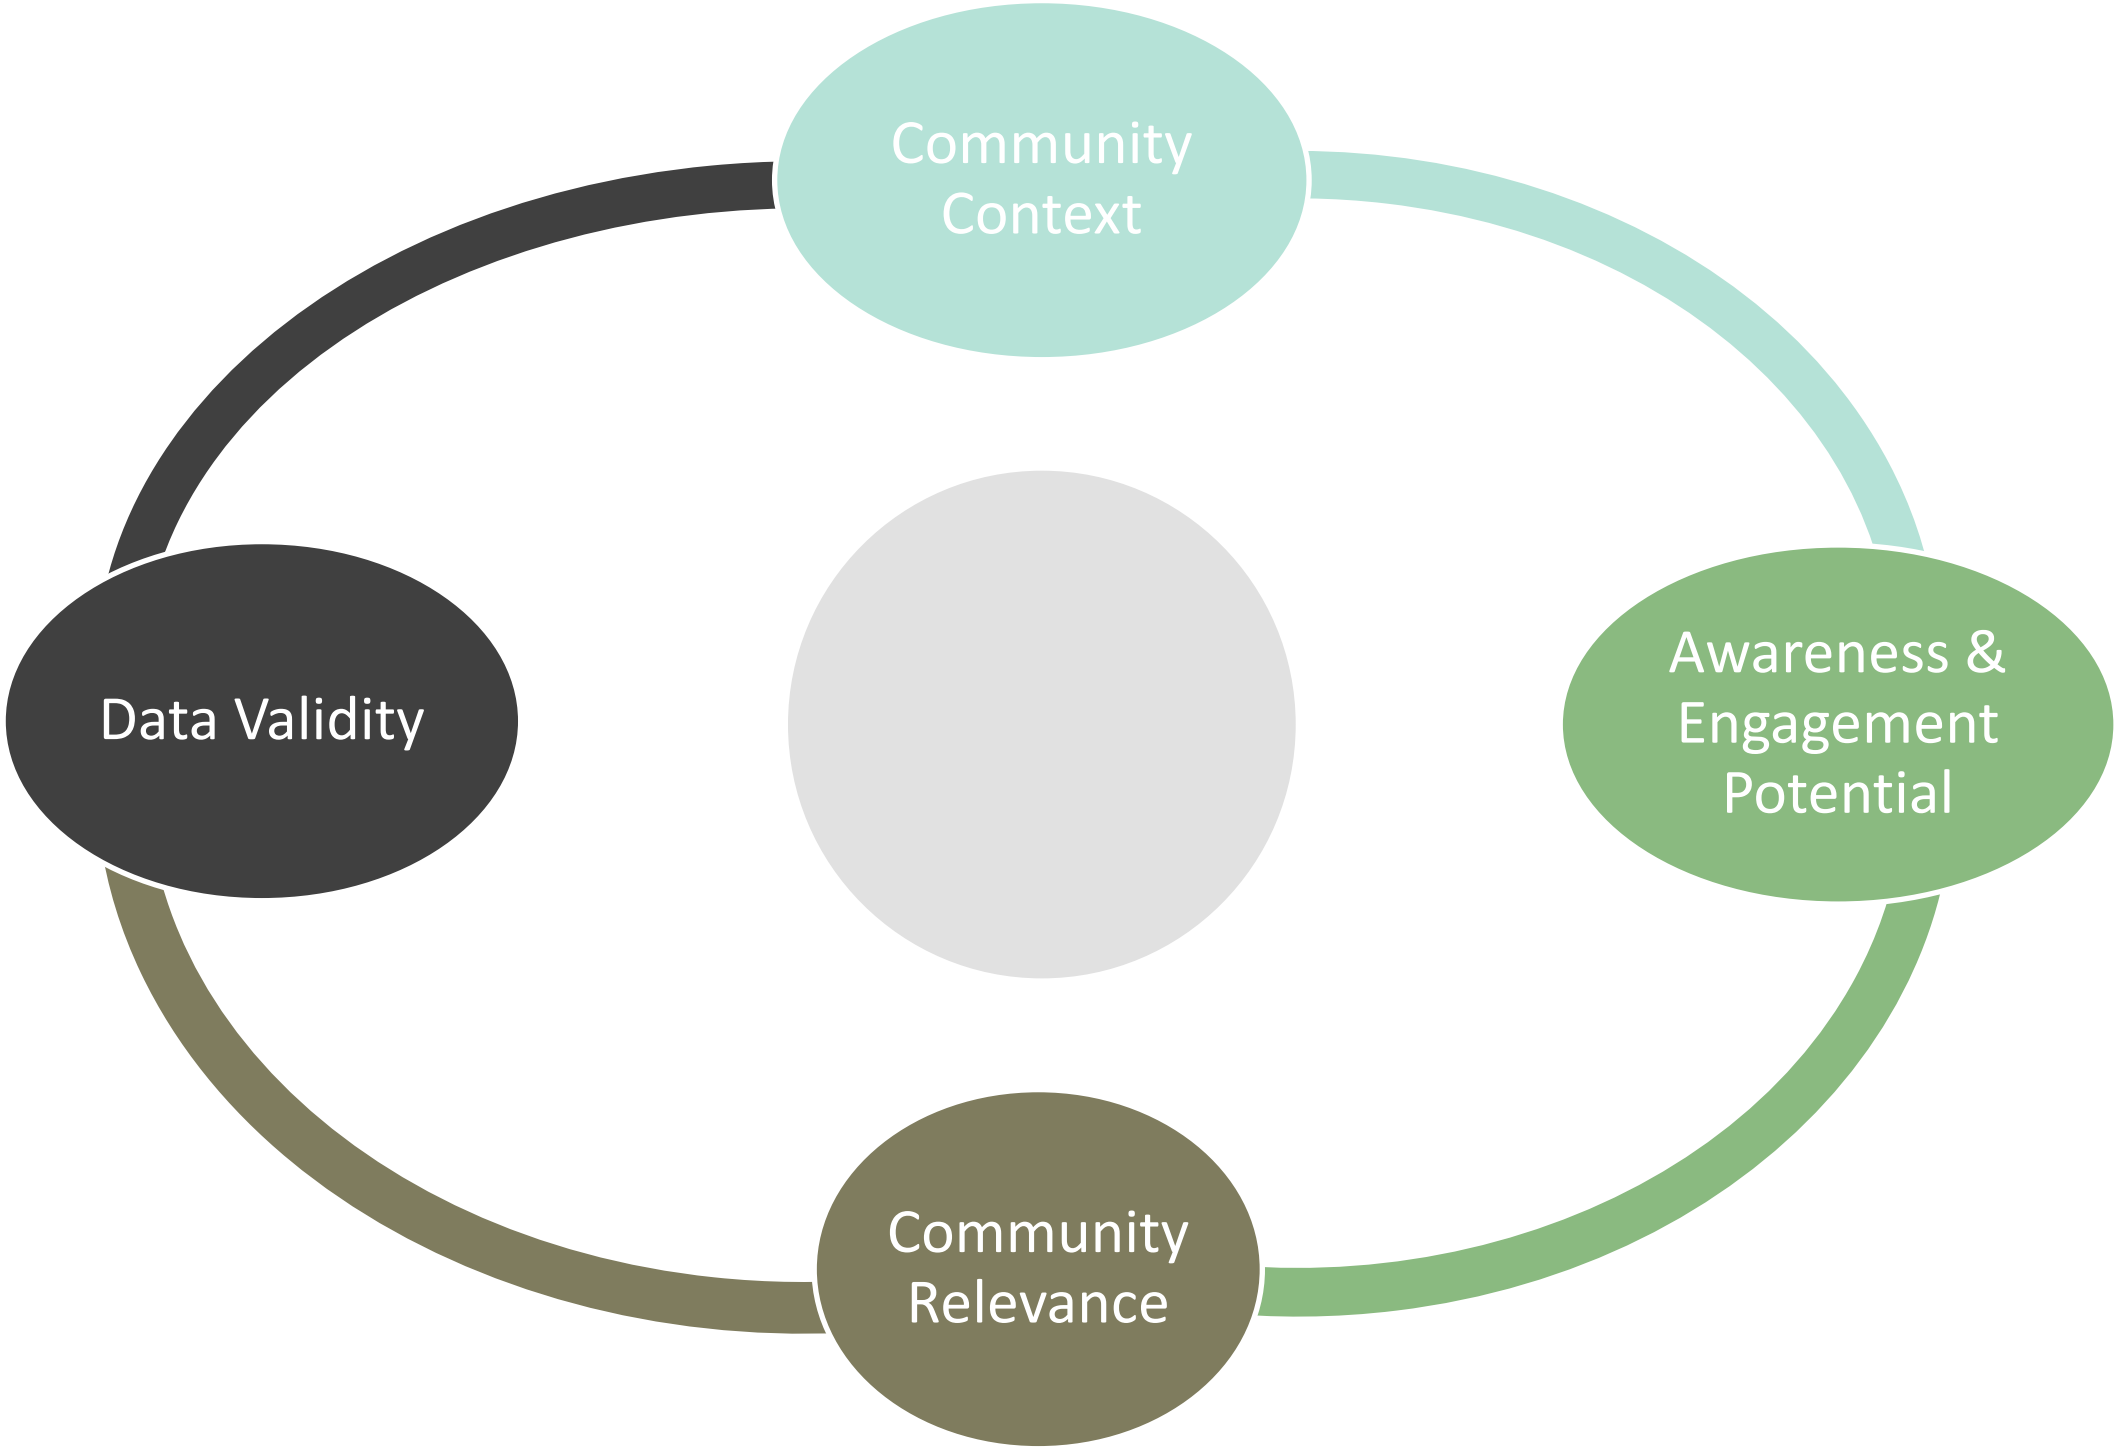 Community
Context
Awareness &
Engagement
Potential
Data Validity
Community
Relevance